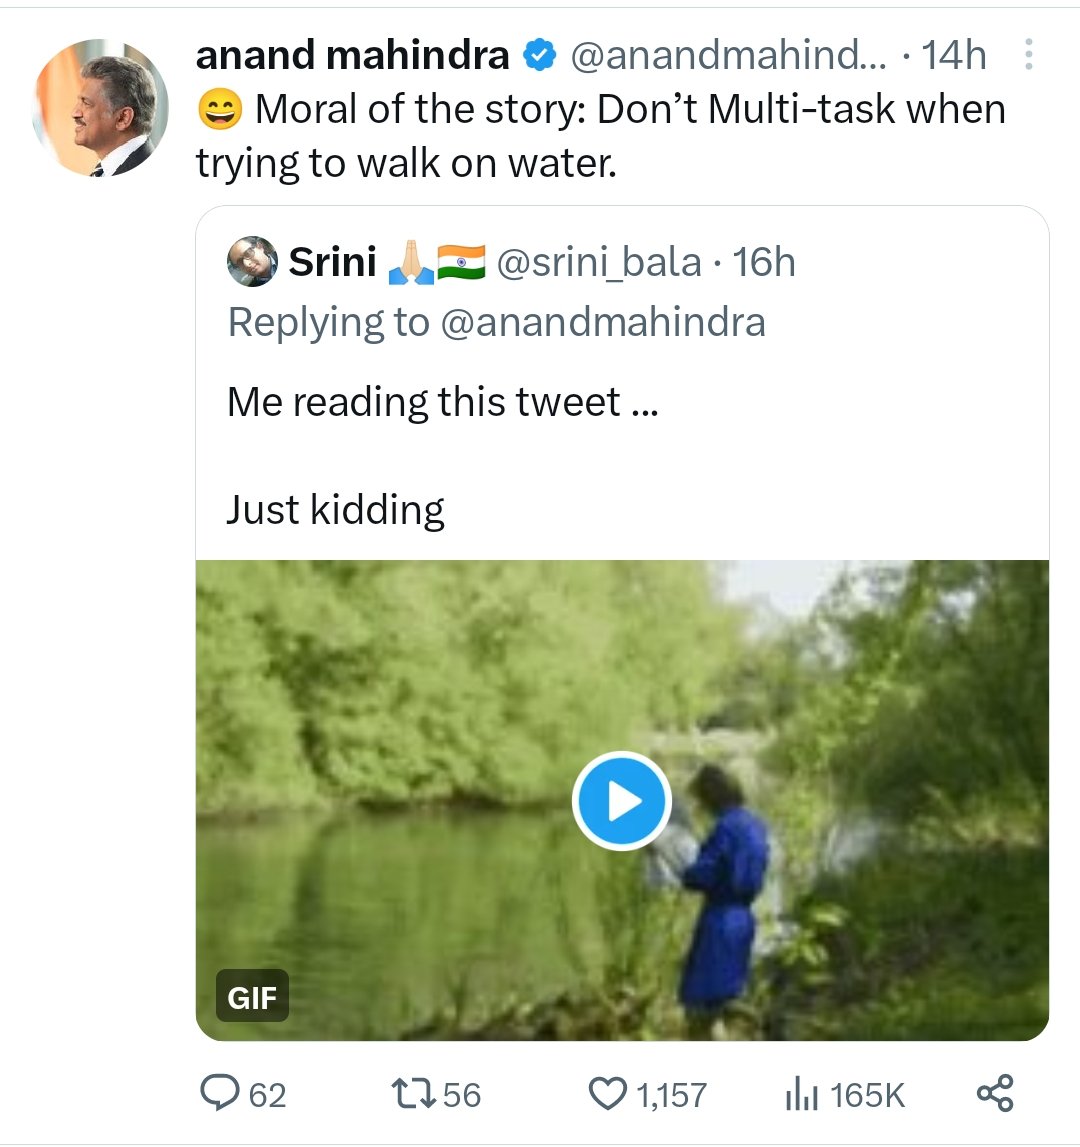 anand mahindra @anandmahind... · 14h
😄 Moral of the story: Don’t Multi-task when
trying to walk on water.
Srini 🙏🏼🇮🇳 @srini_bala · 16h
Replying to @anandmahindra
Me reading this tweet ...
Just kidding
GIF
62 56 1,157 165K